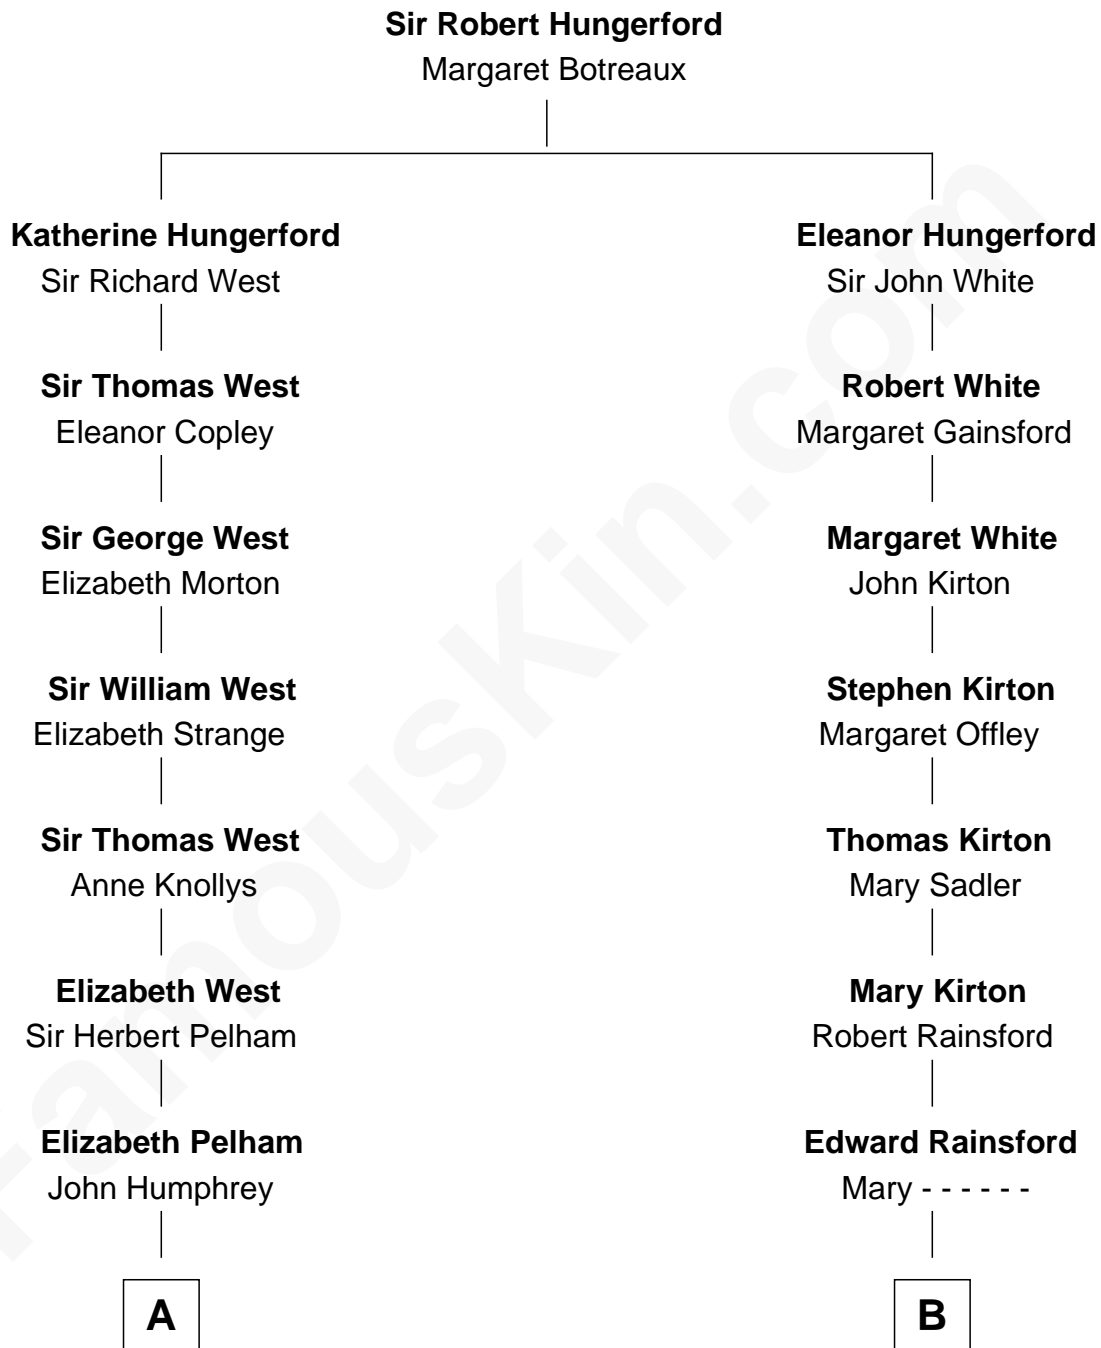 Sir Robert Hungerford
Margaret Botreaux
Katherine Hungerford
Sir Richard West
Eleanor Hungerford
Sir John White
Sir Thomas West
Eleanor Copley
Robert White
Margaret Gainsford
Sir George West
Elizabeth Morton
Margaret White
John Kirton
Sir William West
Elizabeth Strange
Stephen Kirton
Margaret Offley
Sir Thomas West
Anne Knollys
Thomas Kirton
Mary Sadler
Elizabeth West
Sir Herbert Pelham
Mary Kirton
Robert Rainsford
Elizabeth Pelham
John Humphrey
Edward Rainsford
Mary - - - - - -
A
B
FamousKin.com